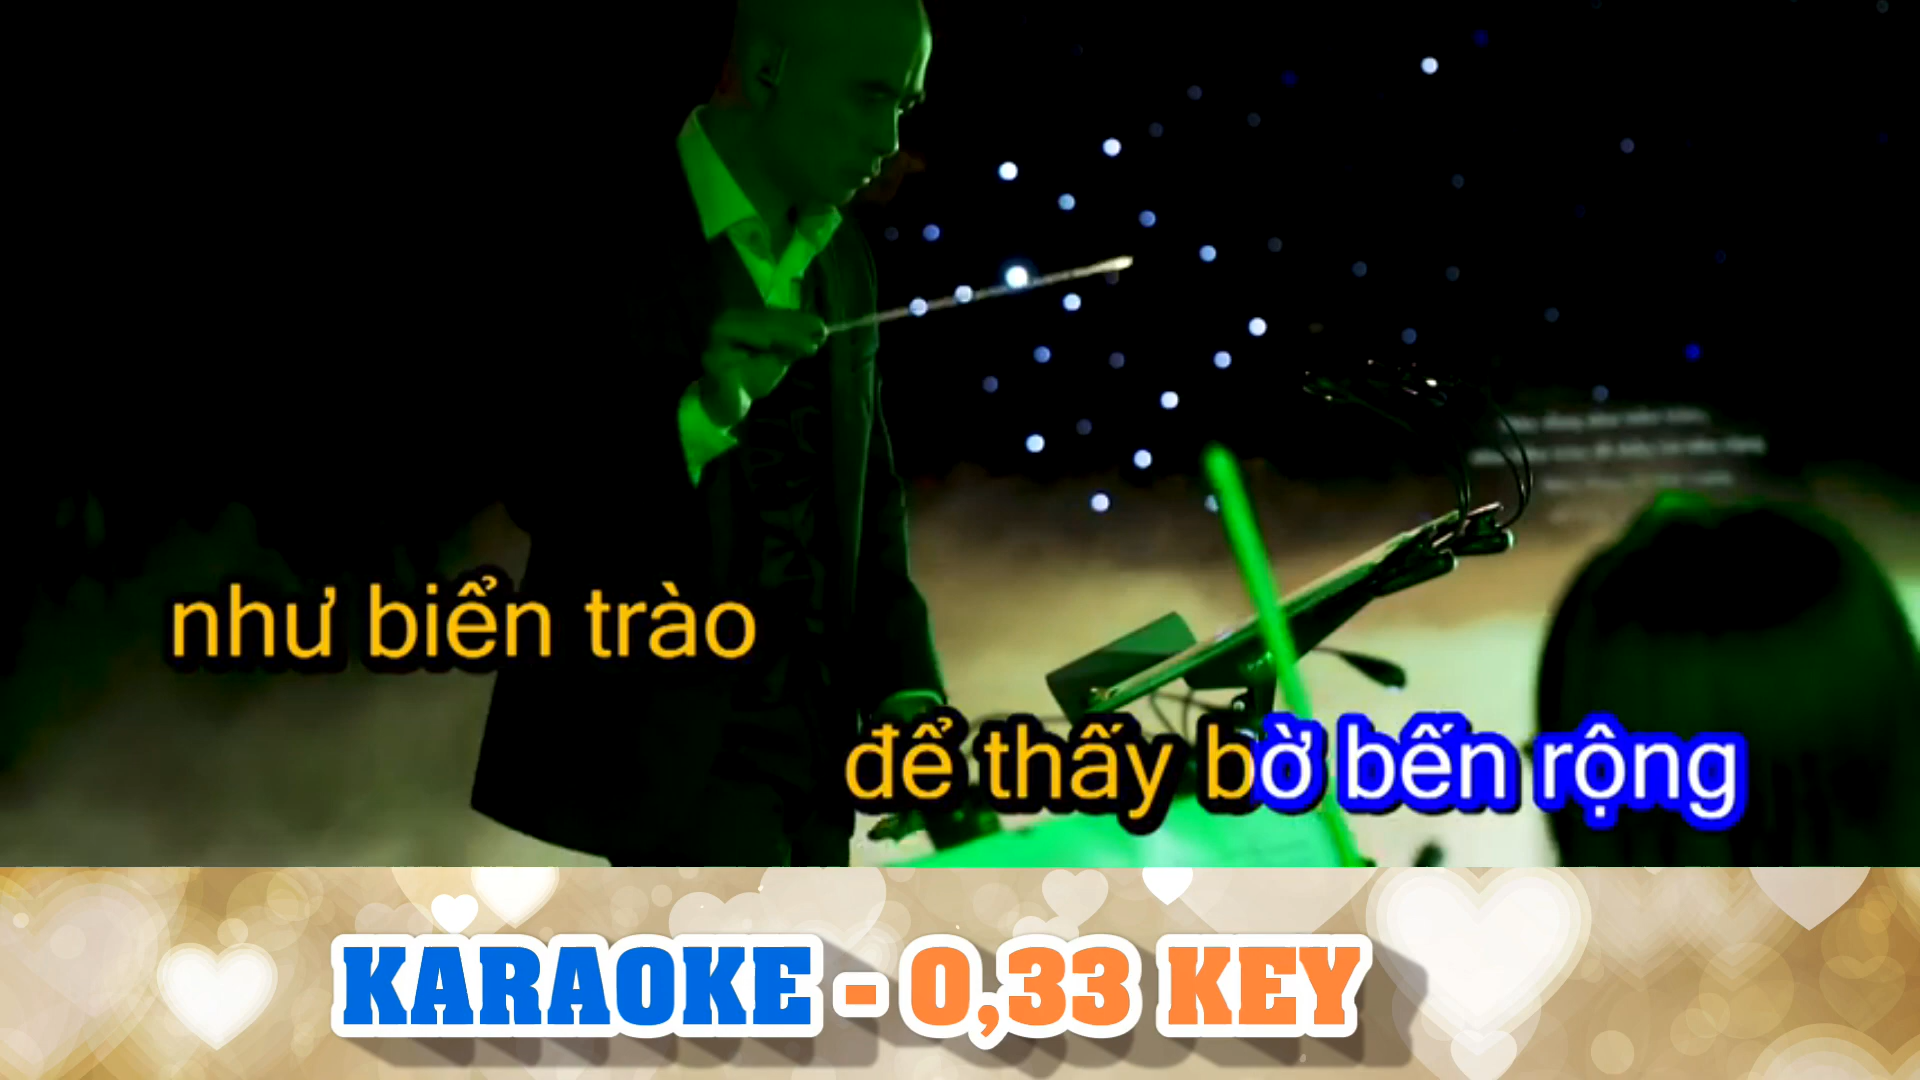 như biển trào
để thấy bờ bến rộng
KARAOKE - 0,33 KEY